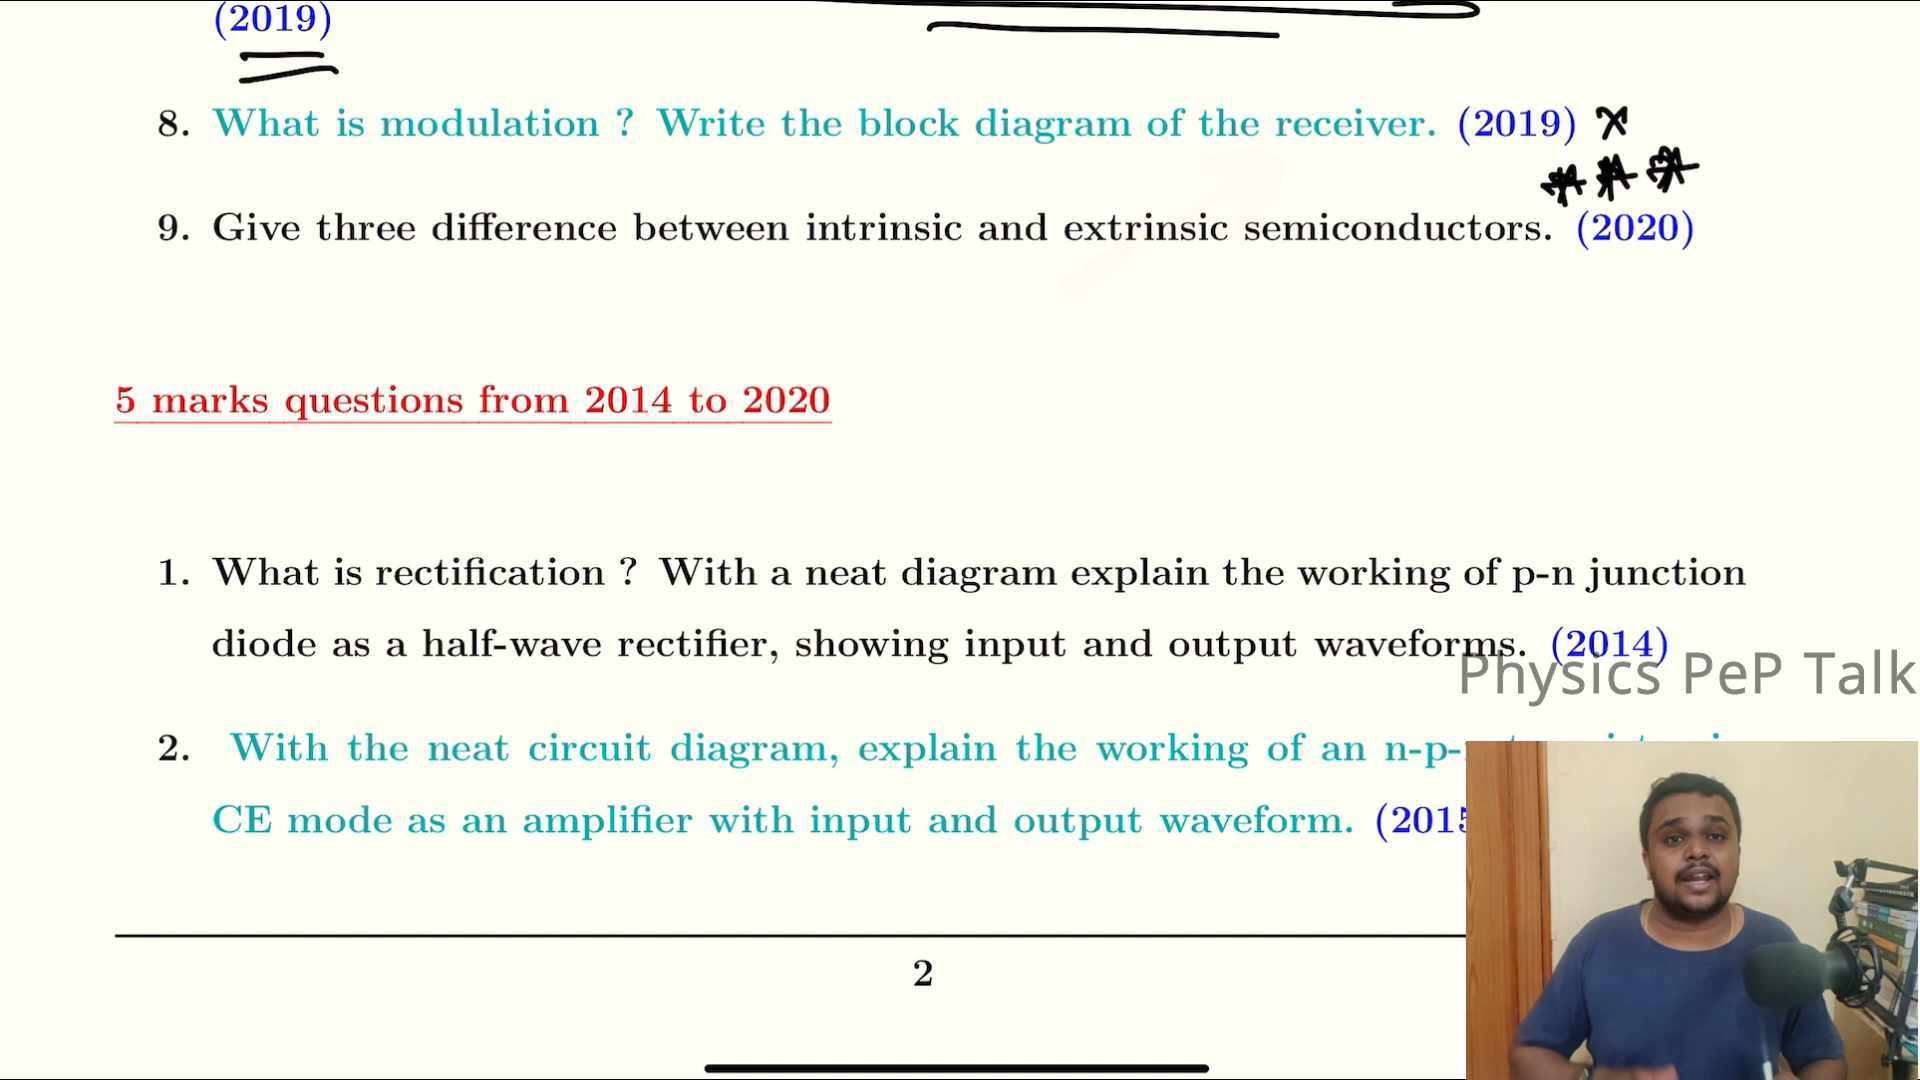 (2019)
8. What is modulation ? Write the block diagram of the receiver. (2019)
9. Give three difference between intrinsic and extrinsic semiconductors. (2020)
5 marks questions from 2014 to 2020
1. What is rectification ? With a neat diagram explain the working of p-n junction
diode as a half-wave rectifier, showing input and output waveforms. (2014)
Physics PeP Talk
2. With the neat circuit diagram, explain the working of an n-p-
CE mode as an amplifier with input and output waveform. (2015
2